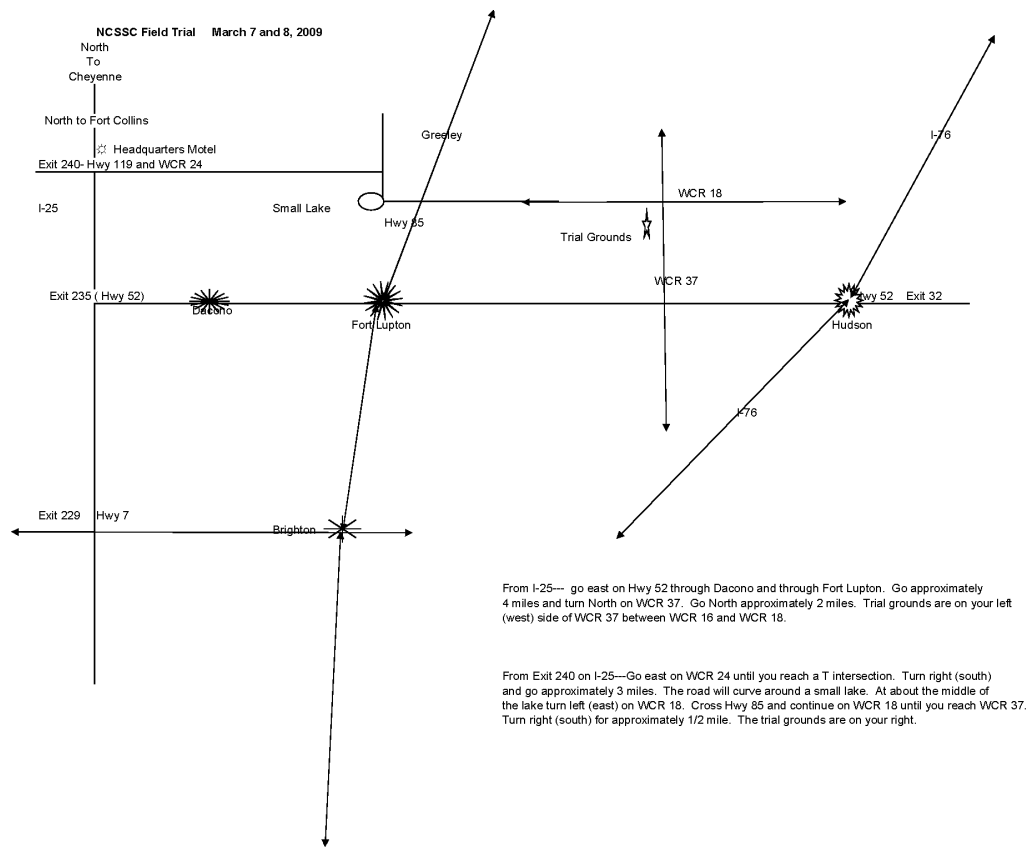 NCSSC Field Trial March 7 and 8, 2009
North
To
Cheyenne
North to Fort Collins
Greeley
I-76
Headquarters Motel
Exit 240- Hwy 119 and WCR 24
WCR 18
I-25
Small Lake
Hwy 85
Trial Grounds
WCR 37
Exit 235 ( Hwy 52)
Hwy 52 Exit 32
Dacono
Fort Lupton
Hudson
I-76
Exit 229 Hwy 7
Brighton
From I-25--- go east on Hwy 52 through Dacono and through Fort Lupton. Go approximately
4 miles and turn North on WCR 37. Go North approximately 2 miles. Trial grounds are on your left
(west) side of WCR 37 between WCR 16 and WCR 18.
From Exit 240 on I-25---Go east on WCR 24 until you reach a T intersection. Turn right (south)
and go approximately 3 miles. The road will curve around a small lake. At about the middle of
the lake turn left (east) on WCR 18. Cross Hwy 85 and continue on WCR 18 until you reach WCR 37.
Turn right (south) for approximately 1/2 mile. The trial grounds are on your right.